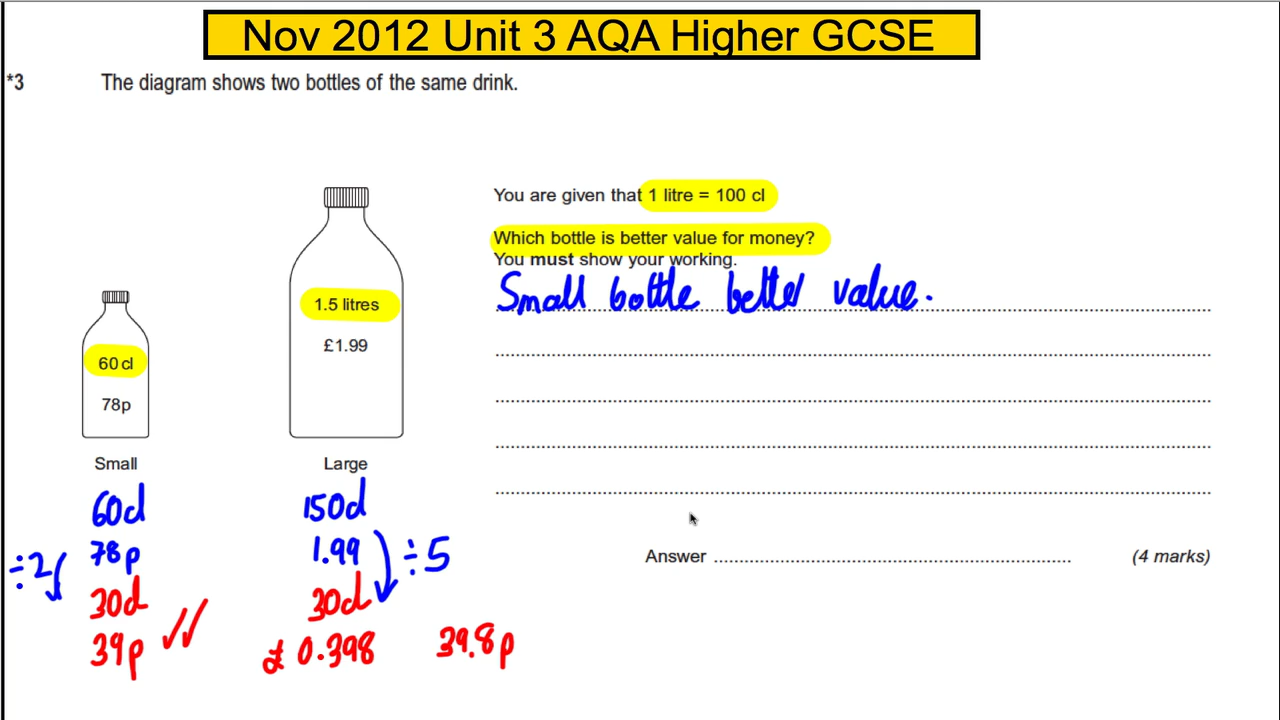 Nov 2012 Unit 3 AQA Higher GCSE
*3 The diagram shows two bottles of the same drink.
You are given that 1 litre = 100 cl
Which bottle is better value for money?
You must show your working.
Small bottle better value.
1.5 litres
£1.99
60 cl
78p
Small
Large
60cl
150cl
÷2
78p
1.99
÷5
30cl
30cl
39p
£ 0.398
39.8p
Answer ........ (4 marks)